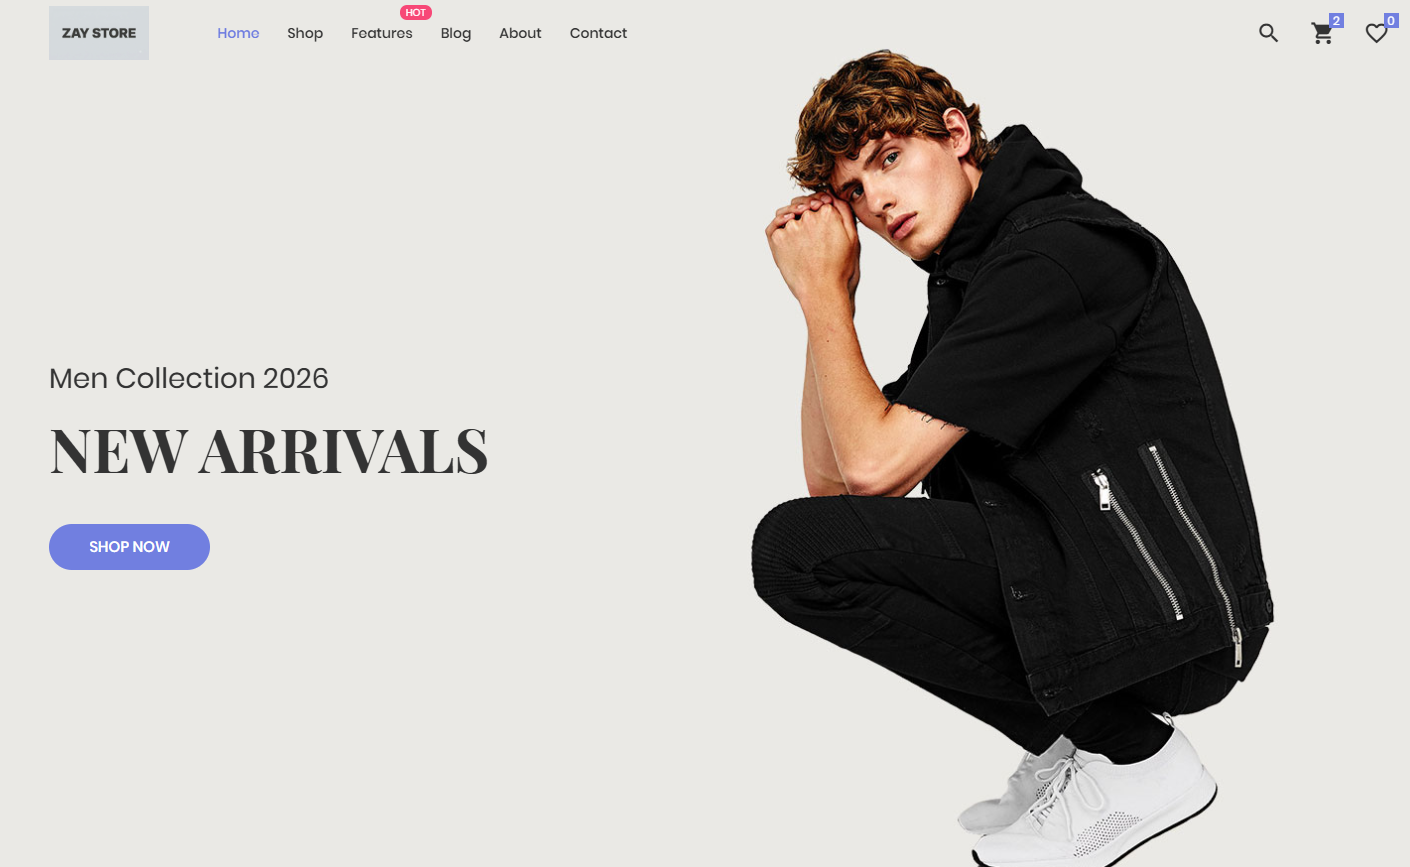 ZAY STORE
Home
Shop
Features
HOT
Blog
About
Contact
2
0
Men Collection 2026
NEW ARRIVALS
SHOP NOW